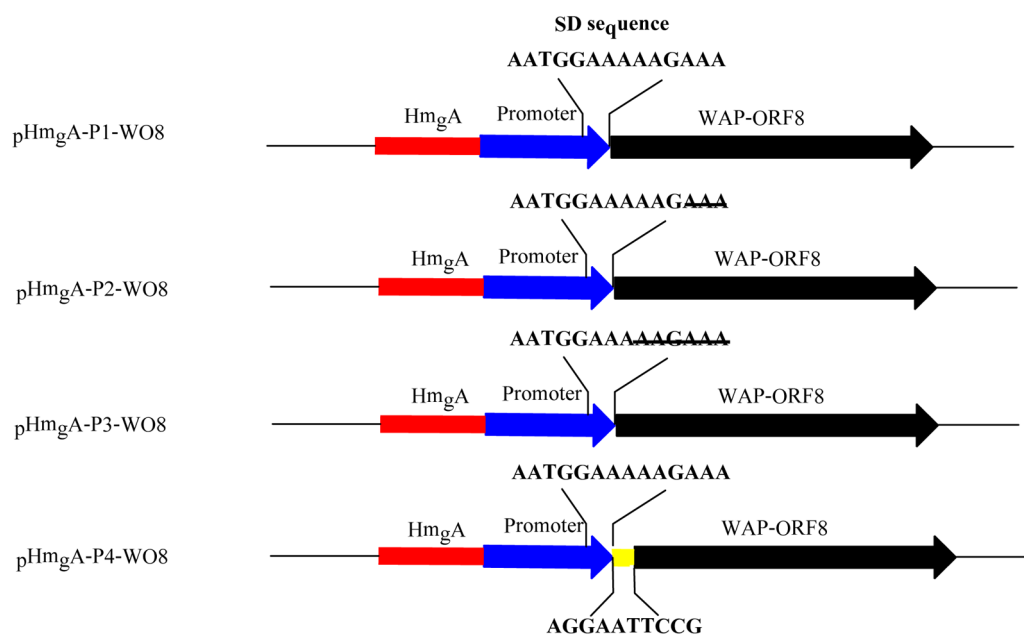 SD sequence
AATGGAAAAAGAAA
pHmgA-P1-WO8
HmgA
Promoter
WAP-ORF8
AATGGAAAAAGAAA
pHmgA-P2-WO8
HmgA
Promoter
WAP-ORF8
AATGGAAAAAGAAA
pHmgA-P3-WO8
HmgA
Promoter
WAP-ORF8
AATGGAAAAAGAAA
pHmgA-P4-WO8
HmgA
Promoter
WAP-ORF8
AGGAATTCCG